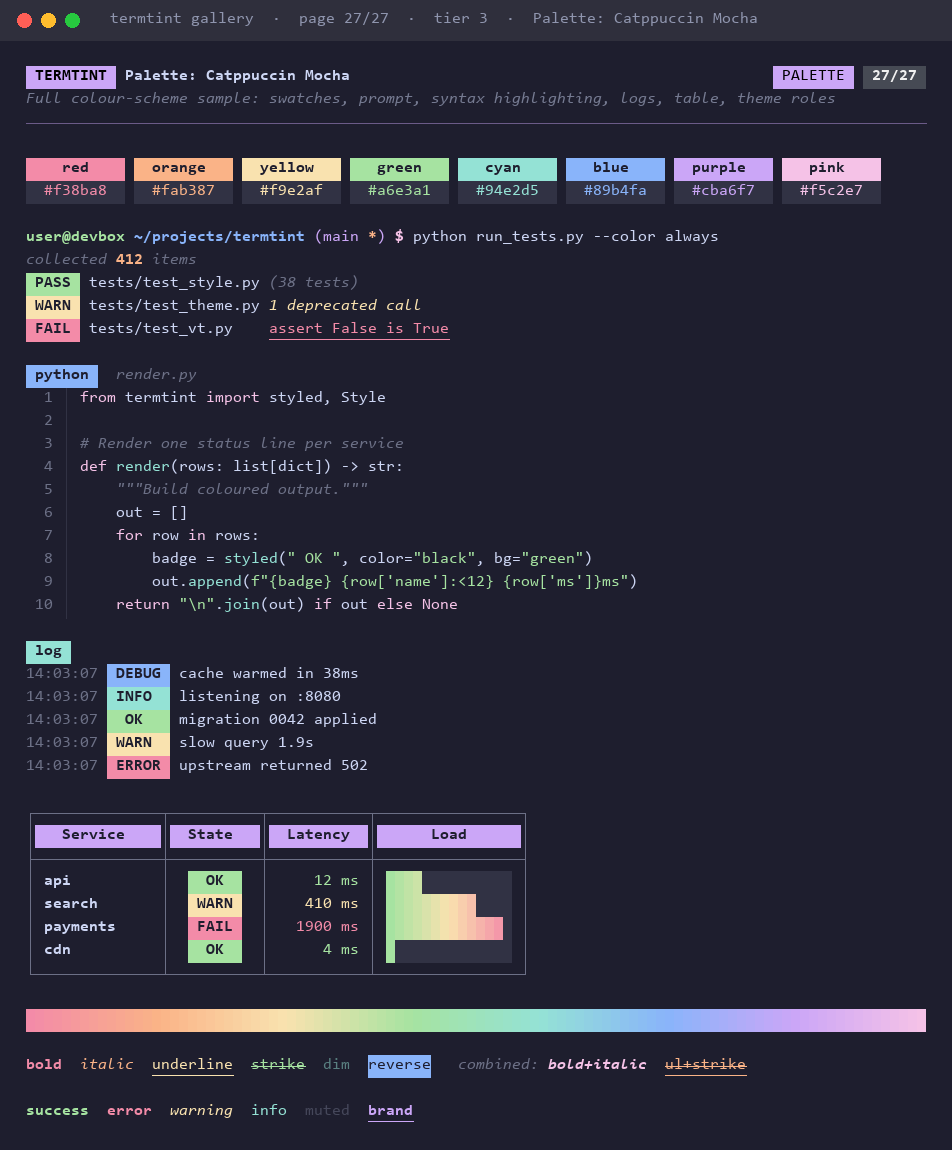 termtint gallery · page 27/27 · tier 3 · Palette: Catppuccin Mocha
TERMTINT Palette: Catppuccin Mocha PALETTE 27/27
Full colour-scheme sample: swatches, prompt, syntax highlighting, logs, table, theme roles
red orange yellow green cyan blue purple pink
#f38ba8 #fab387 #f9e2af #a6e3a1 #94e2d5 #89b4fa #cba6f7 #f5c2e7
user@devbox ~/projects/termtint (main *) $ python run_tests.py --color always
collected 412 items
PASS tests/test_style.py (38 tests)
WARN tests/test_theme.py 1 deprecated call
FAIL tests/test_vt.py assert False is True
python render.py
1 from termtint import styled, Style
2
3 # Render one status line per service
4 def render(rows: list[dict]) -> str:
5     """Build coloured output."""
6     out = []
7     for row in rows:
8         badge = styled(" OK ", color="black", bg="green")
9         out.append(f"{badge} {row['name']:<12} {row['ms']}ms")
10     return "\n".join(out) if out else None
log
14:03:07 DEBUG cache warmed in 38ms
14:03:07 INFO listening on :8080
14:03:07 OK migration 0042 applied
14:03:07 WARN slow query 1.9s
14:03:07 ERROR upstream returned 502
Service State Latency Load
api OK 12 ms
search WARN 410 ms
payments FAIL 1900 ms
cdn OK 4 ms
bold italic underline strike dim reverse combined: bold+italic ul+strike
success error warning info muted brand